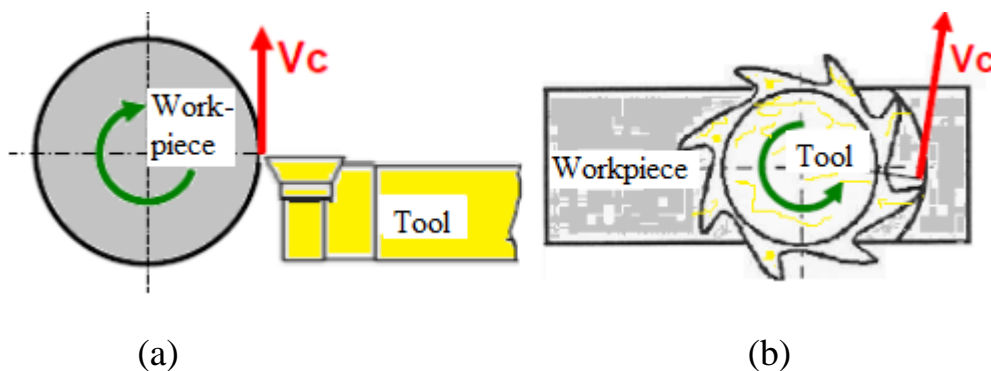 Vc
Work-
piece
Tool
Vc
Workpiece
Tool
(a)
(b)